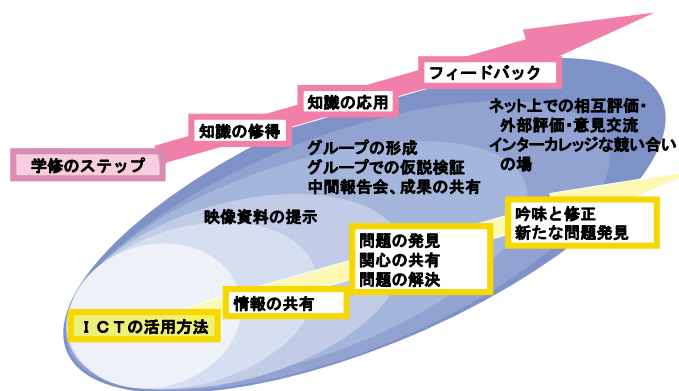 学修のステップ
知識の修得
知識の応用
フィードバック
映像資料の提示
グループの形成
グループでの仮説検証
中間報告会、成果の共有
ネット上での相互評価・
外部評価・意見交流
インターカレッジな競い合い
の場
ＩＣＴの活用方法
情報の共有
問題の発見
関心の共有
問題の解決
吟味と修正
新たな問題発見